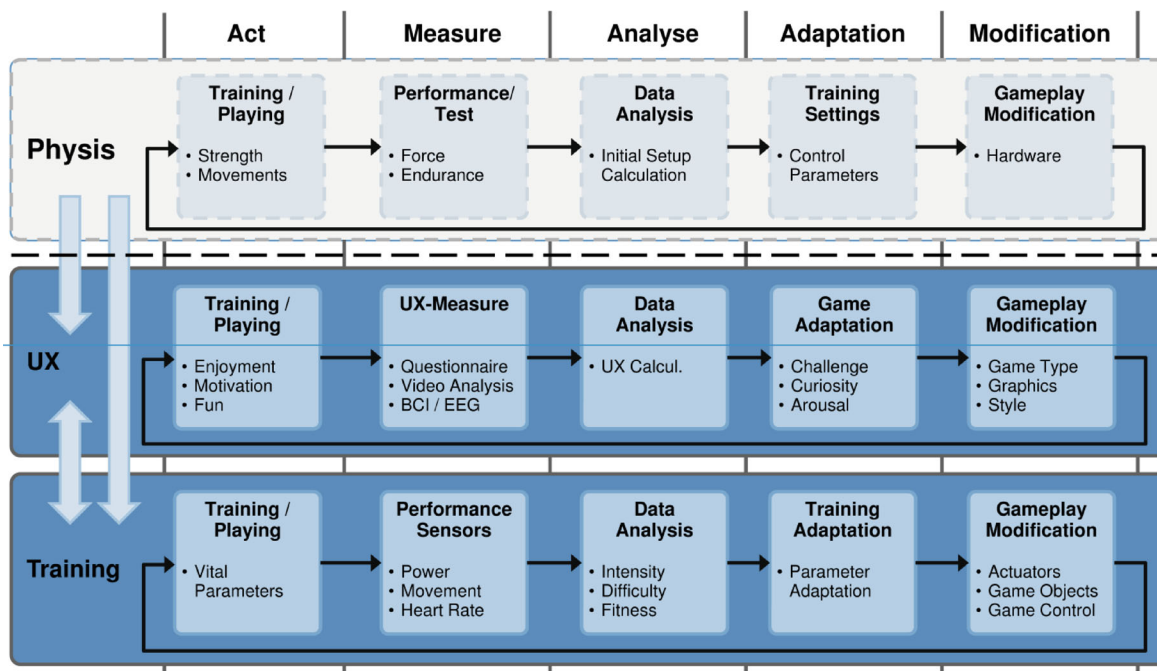 Act Measure Analyse Adaptation Modification
Physis
Training /
Playing
• Strength
• Movements
Performance/
Test
• Force
• Endurance
Data
Analysis
• Initial Setup
Calculation
Training
Settings
• Control
Parameters
Gameplay
Modification
• Hardware
UX
Training /
Playing
• Enjoyment
• Motivation
• Fun
UX-Measure
• Questionnaire
• Video Analysis
• BCI / EEG
Data
Analysis
• UX Calcul.
Game
Adaptation
• Challenge
• Curiosity
• Arousal
Gameplay
Modification
• Game Type
• Graphics
• Style
Training
Training /
Playing
• Vital
Parameters
Performance
Sensors
• Power
• Movement
• Heart Rate
Data
Analysis
• Intensity
• Difficulty
• Fitness
Training
Adaptation
• Parameter
Adaptation
Gameplay
Modification
• Actuators
• Game Objects
• Game Control